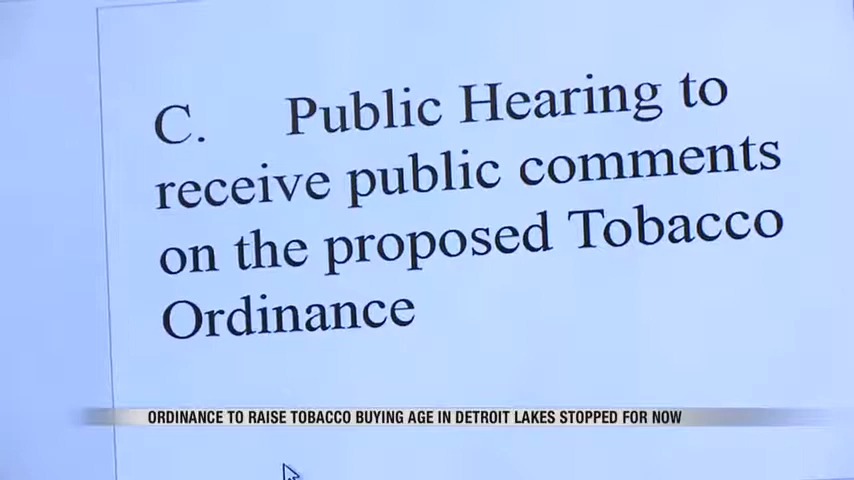 C. Public Hearing to
receive public comments
on the proposed Tobacco
Ordinance
ORDINANCE TO RAISE TOBACCO BUYING AGE IN DETROIT LAKES STOPPED FOR NOW